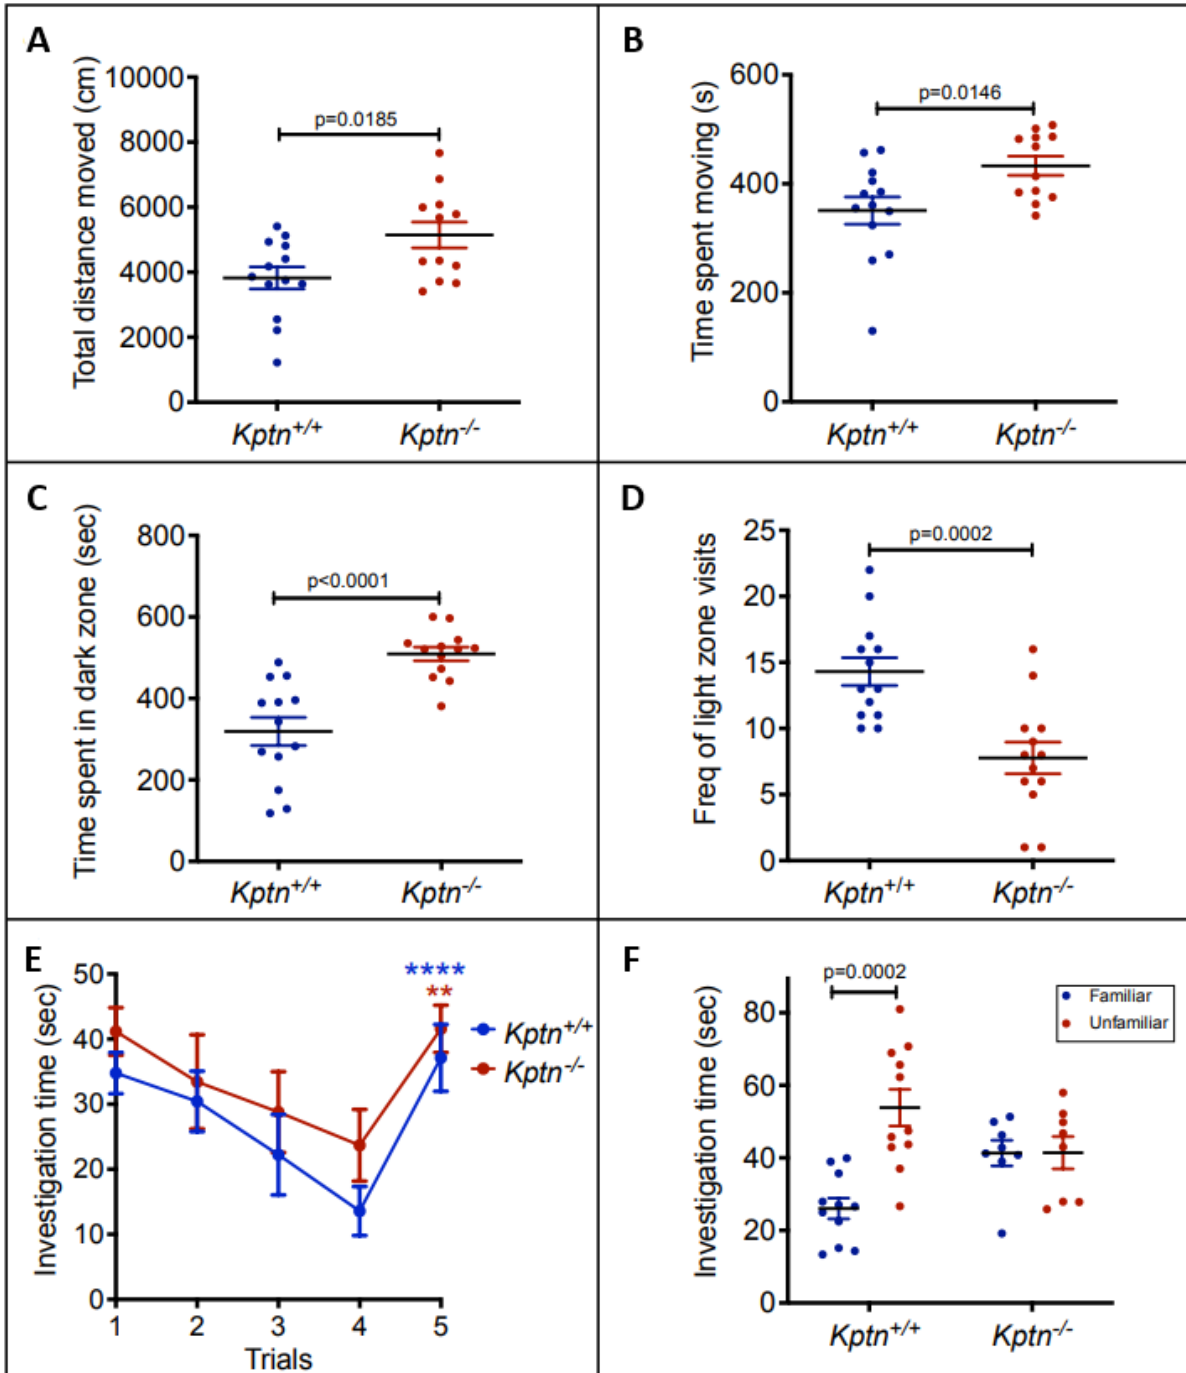 A
Total distance moved (cm)
10000
8000
6000
4000
2000
0
p=0.0185
Kptn+/+
Kptn-/-
B
Time spent moving (s)
600
400
200
0
p=0.0146
Kptn+/+
Kptn-/-
C
Time spent in dark zone (sec)
800
600
400
200
0
p<0.0001
Kptn+/+
Kptn-/-
D
Freq of light zone visits
25
20
15
10
5
0
p=0.0002
Kptn+/+
Kptn-/-
E
Investigation time (sec)
50
40
30
20
10
0
****
**
Kptn+/+
Kptn-/-
1 2 3 4 5
Trials
F
Investigation time (sec)
80
60
40
20
0
p=0.0002
Familiar
Unfamiliar
Kptn+/+
Kptn-/-